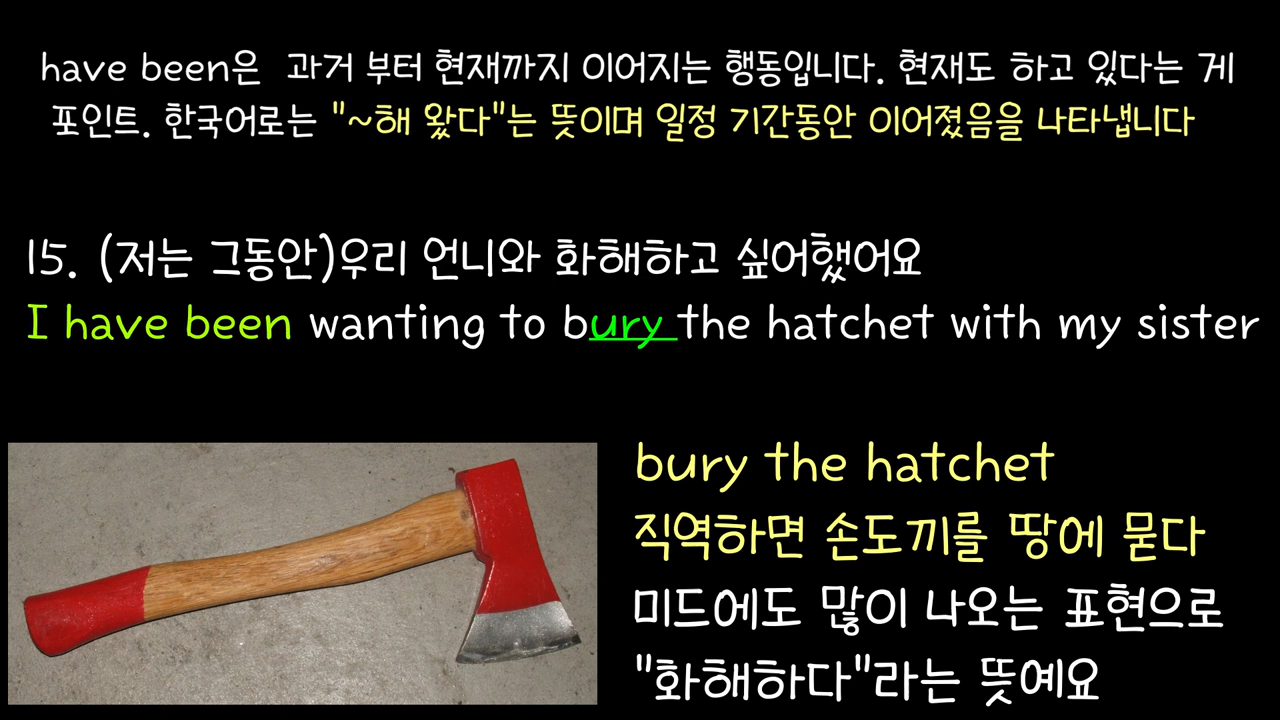 have been은 과거 부터 현재까지 이어지는 행동입니다. 현재도 하고 있다는 게
포인트. 한국어로는 "~해 왔다"는 뜻이며 일정 기간동안 이어졌음을 나타냅니다
15. (저는 그동안)우리 언니와 화해하고 싶어했어요
I have been wanting to bury the hatchet with my sister
bury the hatchet
직역하면 손도끼를 땅에 묻다
미드에도 많이 나오는 표현으로
"화해하다"라는 뜻예요